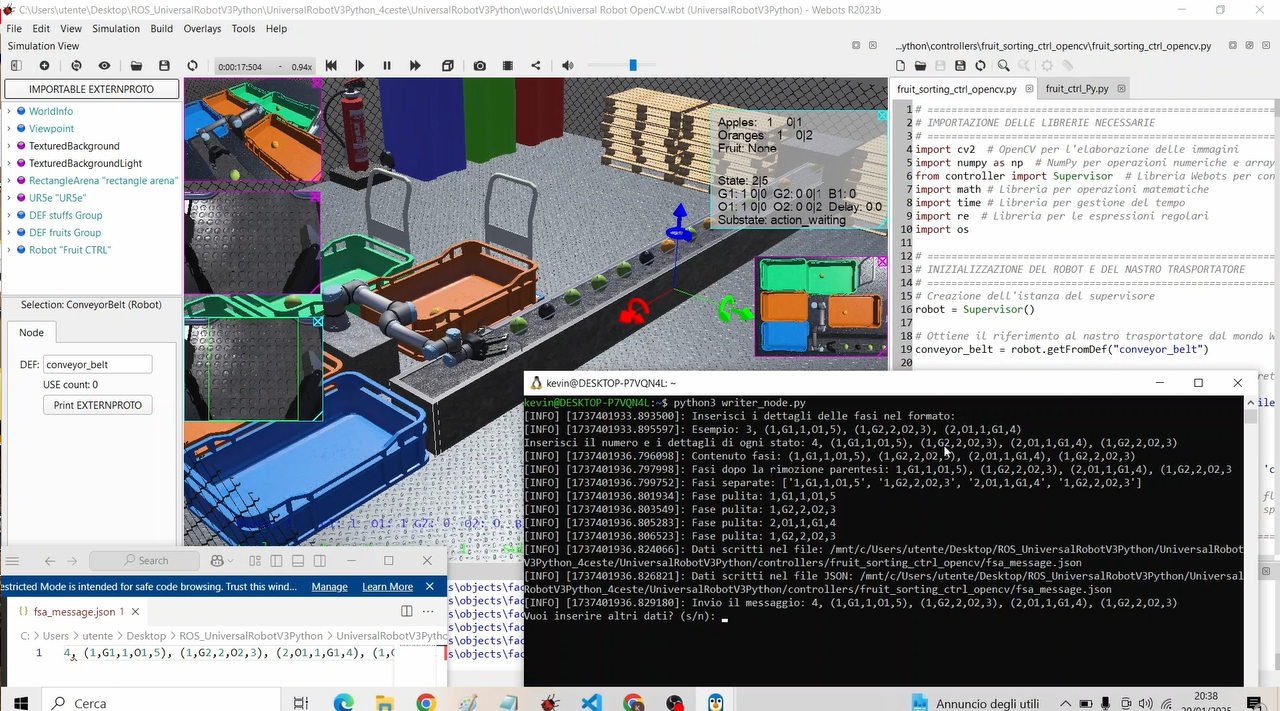 C:\Users\utente\Desktop\ROS_UniversalRobotV3Python\UniversalRobotV3Python_4ceste\UniversalRobotV3Python\worlds\Universal Robot OpenCV.wbt (UniversalRobotV3Python) - Webots R2023b
File Edit View Simulation Build Overlays Tools Help
Simulation View
0:00:17:504 - 0.94x
IMPORTABLE EXTERNPROTO
WorldInfo
Viewpoint
TexturedBackground
TexturedBackgroundLight
RectangleArena "rectangle arena"
UR5e "UR5e"
DEF stuffs Group
DEF fruits Group
Robot "Fruit CTRL"
Selection: ConveyorBelt (Robot)
Node
DEF: conveyor_belt
USE count: 0
Print EXTERNPROTO
Apples: 1 0|1
Oranges 1 0|2
Fruit: None
State: 2|5
G1: 1 0|0 G2: 0 0|1 B1: 0
O1: 1 0|0 O2: 0 0|2 Delay: 0.0
Substate: action_waiting
...ython\controllers\fruit_sorting_ctrl_opencv\fruit_sorting_ctrl_opencv.py
fruit_sorting_ctrl_opencv.py fruit_ctrl_Py.py
1 # ====================================================
2 # IMPORTAZIONE DELLE LIBRERIE NECESSARIE
3 # ====================================================
4 import cv2 # OpenCV per l'elaborazione delle immagini
5 import numpy as np # NumPy per operazioni numeriche e array
6 from controller import Supervisor # Libreria Webots per con
7 import math # Libreria per operazioni matematiche
8 import time # Libreria per gestione del tempo
9 import re # Libreria per le espressioni regolari
10 import os
11
12 # ====================================================
13 # INIZIALIZZAZIONE DEL ROBOT E DEL NASTRO TRASPORTATORE
14 # ====================================================
15 # Creazione dell'istanza del supervisore
16 robot = Supervisor()
17
18 # Ottiene il riferimento al nastro trasportatore dal mondo W
19 conveyor_belt = robot.getFromDef("conveyor_belt")
20
kevin@DESKTOP-P7VQN4L: ~
kevin@DESKTOP-P7VQN4L:~$ python3 writer_node.py
[INFO] [1737401933.893500]: Inserisci i dettagli delle fasi nel formato:
[INFO] [1737401933.895597]: Esempio: 3, (1,G1,1,O1,5), (1,G2,2,O2,3), (2,O1,1,G1,4)
Inserisci il numero e i dettagli di ogni stato: 4, (1,G1,1,O1,5), (1,G2,2,O2,3), (2,O1,1,G1,4), (1,G2,2,O2,3)
[INFO] [1737401936.796098]: Contenuto fasi: (1,G1,1,O1,5), (1,G2,2,O2,3), (2,O1,1,G1,4), (1,G2,2,O2,3)
[INFO] [1737401936.797998]: Fasi dopo la rimozione parentesi: 1,G1,1,O1,5), (1,G2,2,O2,3), (2,O1,1,G1,4), (1,G2,2,O2,3
[INFO] [1737401936.799752]: Fasi separate: ['1,G1,1,O1,5', '1,G2,2,O2,3', '2,O1,1,G1,4', '1,G2,2,O2,3']
[INFO] [1737401936.801934]: Fase pulita: 1,G1,1,O1,5
[INFO] [1737401936.803549]: Fase pulita: 1,G2,2,O2,3
[INFO] [1737401936.805283]: Fase pulita: 2,O1,1,G1,4
[INFO] [1737401936.806523]: Fase pulita: 1,G2,2,O2,3
[INFO] [1737401936.824066]: Dati scritti nel file: /mnt/c/Users/utente/Desktop/ROS_UniversalRobotV3Python/UniversalRobot
V3Python_4ceste/UniversalRobotV3Python/controllers/fruit_sorting_ctrl_opencv/fsa_message.json
[INFO] [1737401936.826821]: Dati scritti nel file JSON: /mnt/c/Users/utente/Desktop/ROS_UniversalRobotV3Python/Universal
RobotV3Python_4ceste/UniversalRobotV3Python/controllers/fruit_sorting_ctrl_opencv/fsa_message.json
[INFO] [1737401936.829180]: Invio il messaggio: 4, (1,G1,1,O1,5), (1,G2,2,O2,3), (2,O1,1,G1,4), (1,G2,2,O2,3)
Vuoi inserire altri dati? (s/n):
Search
estricted Mode is intended for safe code browsing. Trust this wind... Manage Learn More
fsa_message.json 1
C: > Users > utente > Desktop > ROS_UniversalRobotV3Python > UniversalRobotV3Pytho
1 4, (1,G1,1,O1,5), (1,G2,2,O2,3), (2,O1,1,G1,4), (1,G
s\objects\fac
s\objects\fac
s\objects\fac
s\objects\fac
s\objects\fac
s\objects\fac
Cerca
Annuncio degli utili
20:38
20/01/2025